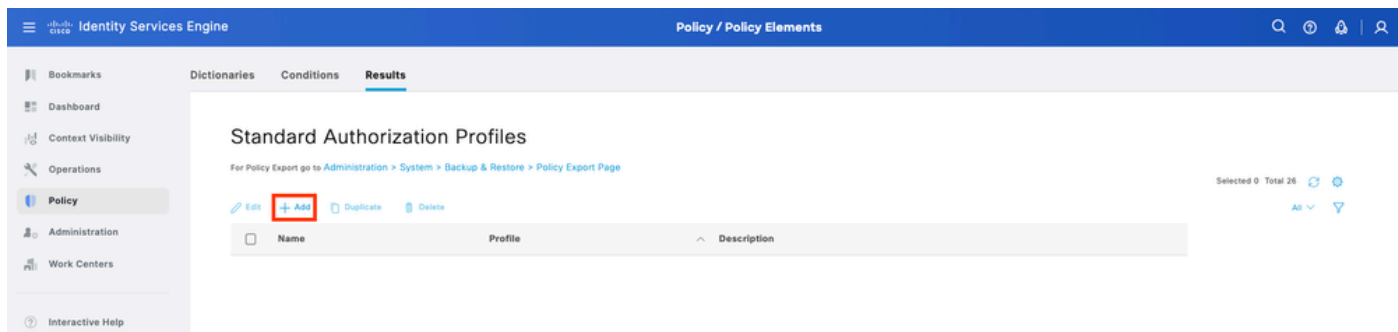 cisco Identity Services Engine
Policy / Policy Elements
Bookmarks
Dashboard
Context Visibility
Operations
Policy
Administration
Work Centers
Interactive Help
Dictionaries Conditions Results
Standard Authorization Profiles
For Policy Export go to Administration > System > Backup & Restore > Policy Export Page
Selected 0 Total 26
Edit + Add Duplicate Delete
All
Name Profile Description